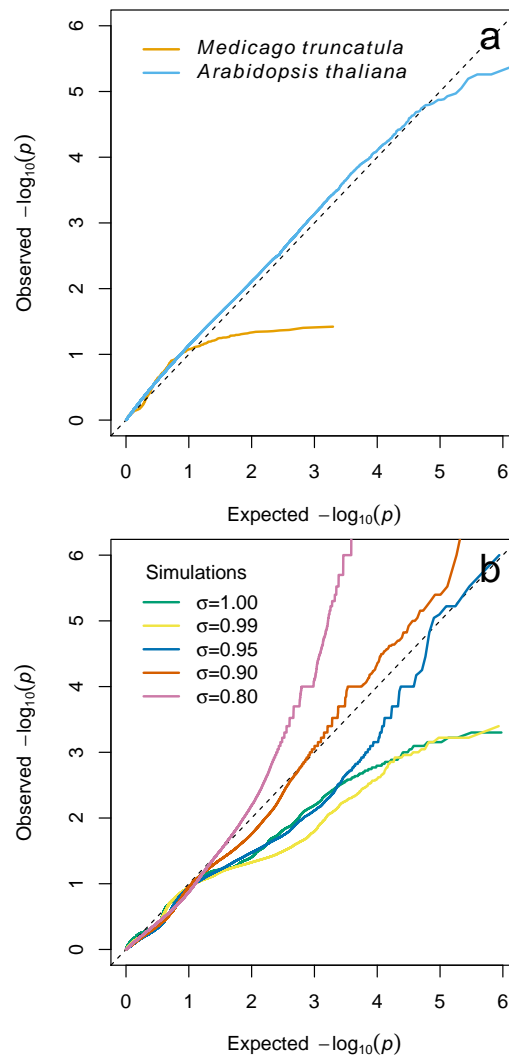 a
Medicago truncatula
Arabidopsis thaliana
Observed −log₁₀(p)
0 1 2 3 4 5 6
0 1 2 3 4 5 6
Expected −log₁₀(p)
b
Simulations
σ=1.00
σ=0.99
σ=0.95
σ=0.90
σ=0.80
Observed −log₁₀(p)
0 1 2 3 4 5 6
0 1 2 3 4 5 6
Expected −log₁₀(p)